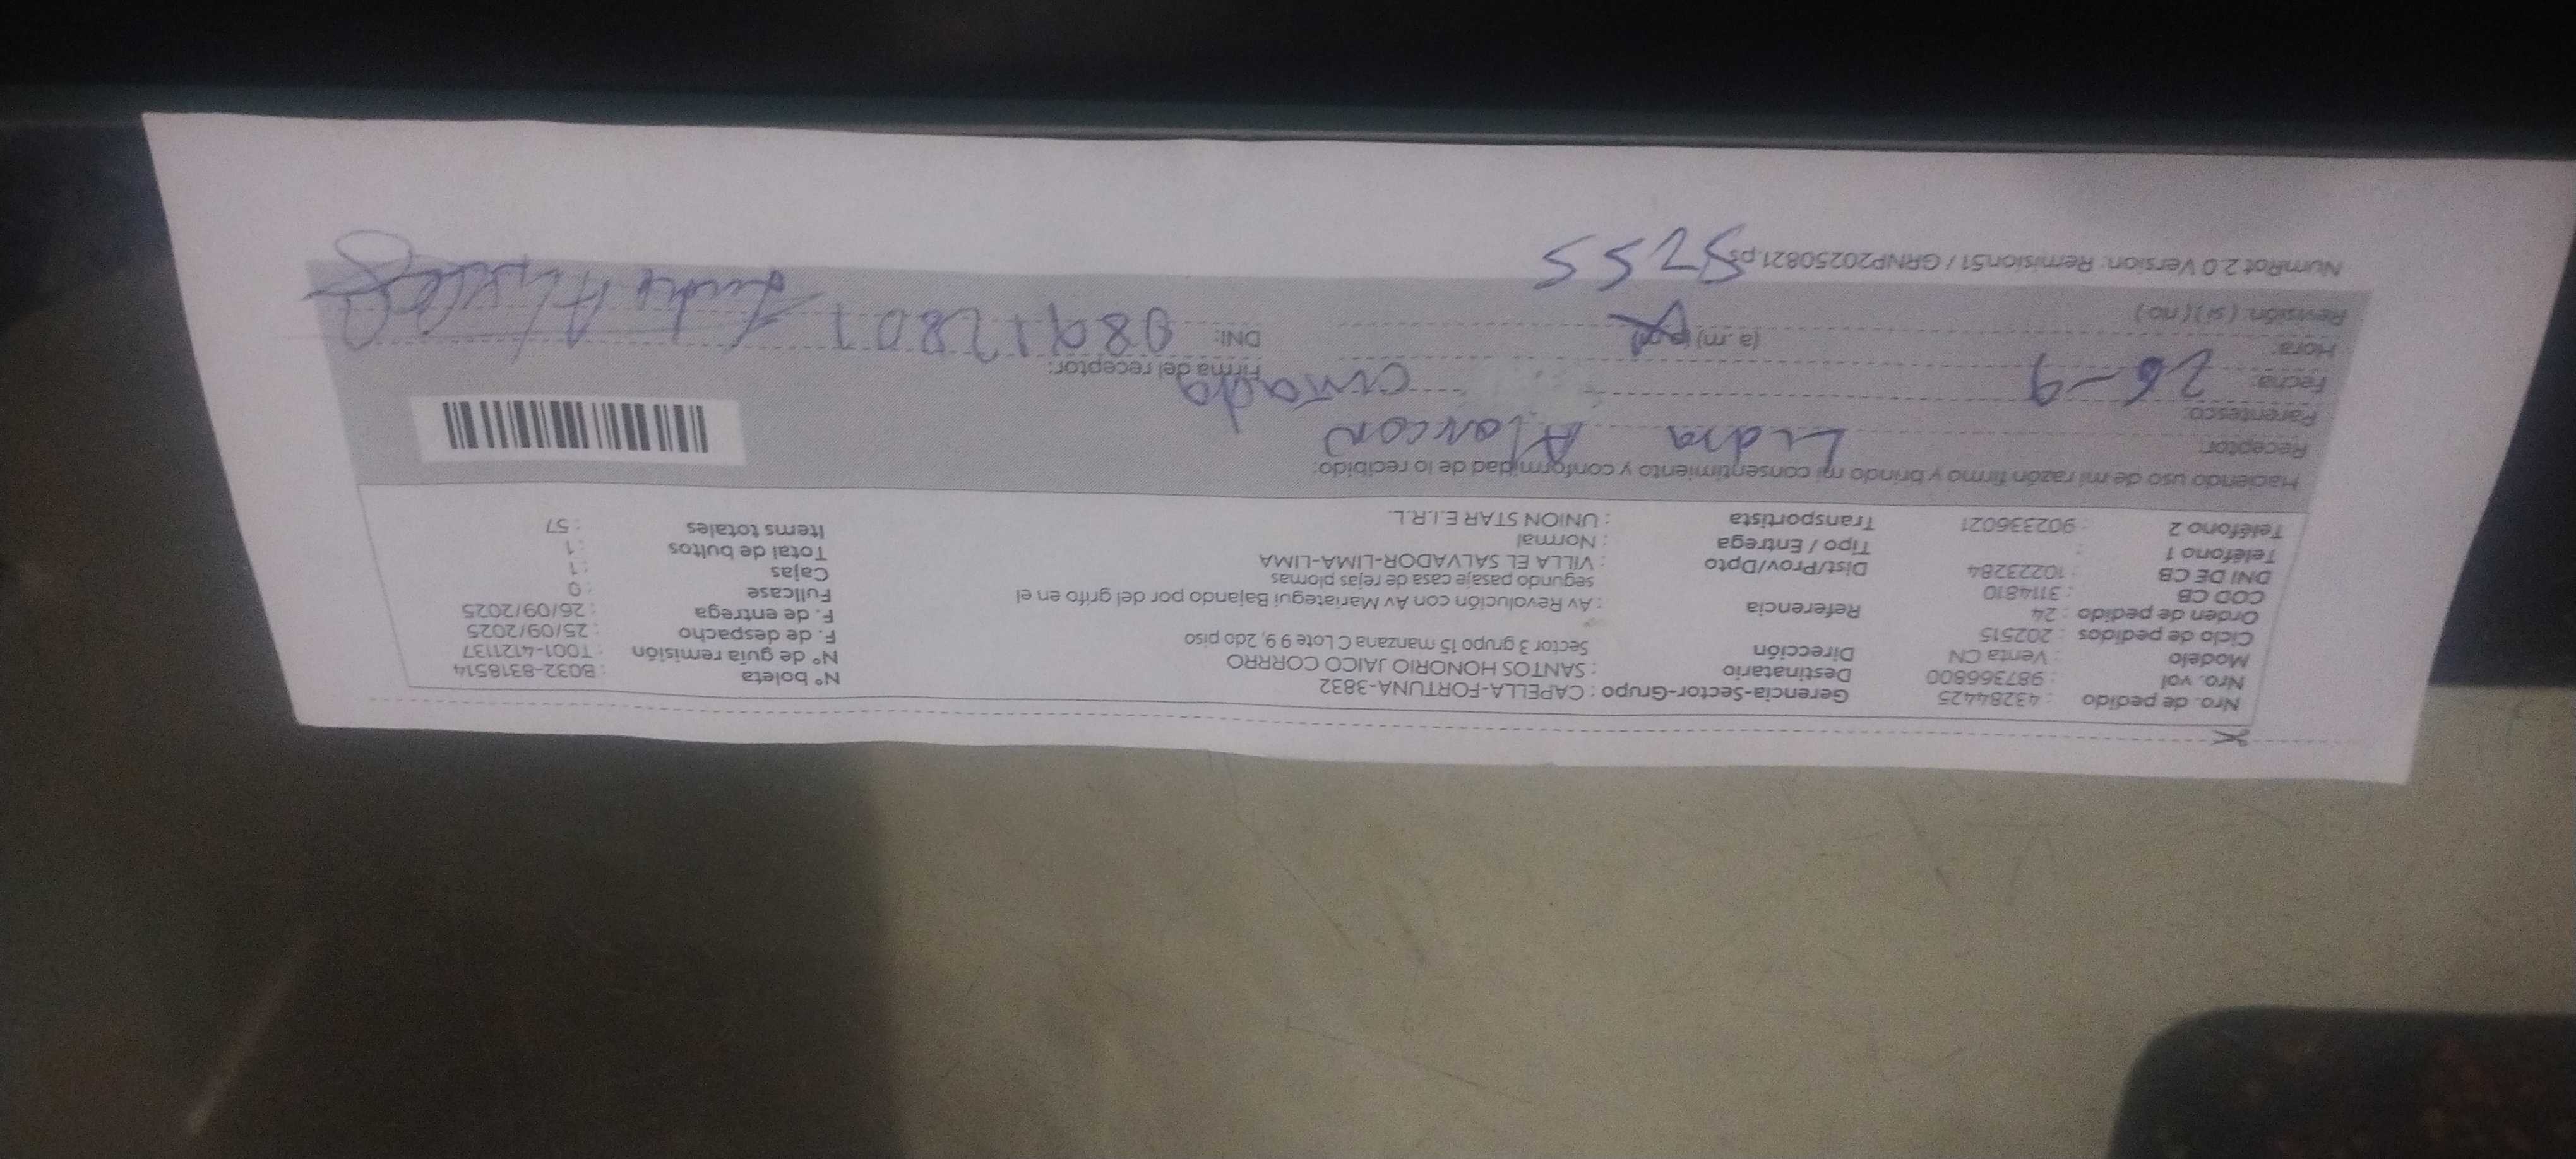 Nro. de pedido : 43284425
Nro. vol : 987366800
Modelo : Venta CN
Ciclo de pedidos : 202515
Orden de pedido : 24
COD CB : 3114810
DNI DE CB : 10223284
Teléfono 1 :
Teléfono 2 : 902336021
Gerencia-Sector-Grupo : CAPELLA-FORTUNA-3832
Destinatario : SANTOS HONORIO JAICO CORRRO
Dirección Sector 3 grupo 15 manzana C Lote 9 9, 2do piso
Referencia : Av Revolución con Av Mariategui Bajando por del grifo en el
segundo pasaje casa de rejas plomas
Dist/Prov/Dpto : VILLA EL SALVADOR-LIMA-LIMA
Tipo / Entrega : Normal
Transportista : UNION STAR E.I.R.L.
N° boleta : B032-8318514
N° de guía remisión : T001-4121137
F. de despacho : 25/09/2025
F. de entrega : 26/09/2025
Fullcase : 0
Cajas : 1
Total de bultos : 1
Items totales : 57
Haciendo uso de mi razón firmo y brindo mi consentimiento y conformidad de lo recibido:
Receptor: Lidia Alarcon
Parentesco: cuñada
Fecha: 26-9
Hora: (a.m)
Revisión: ( si ) ( no )
Firma del receptor:
DNI: 08912801
NumRot 2.0 Version: Remision51 / GRNP20250821.ps
5255